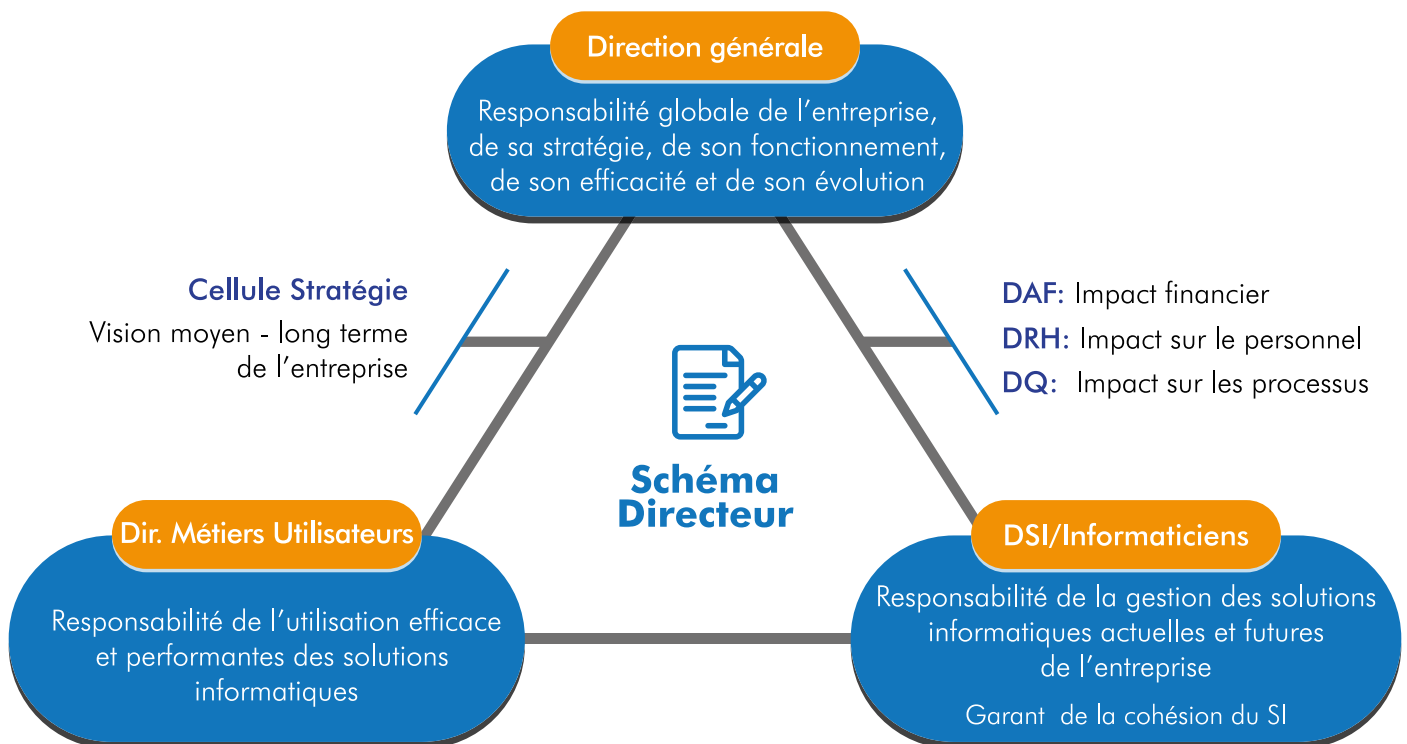 Direction générale
Responsabilité globale de l'entreprise,
de sa stratégie, de son fonctionnement,
de son efficacité et de son évolution
Cellule Stratégie
Vision moyen - long terme
de l'entreprise
DAF: Impact financier
DRH: Impact sur le personnel
DQ: Impact sur les processus
Schéma
Directeur
Dir. Métiers Utilisateurs
Responsabilité de l'utilisation efficace
et performantes des solutions
informatiques
DSI/Informaticiens
Responsabilité de la gestion des solutions
informatiques actuelles et futures
de l'entreprise
Garant de la cohésion du SI